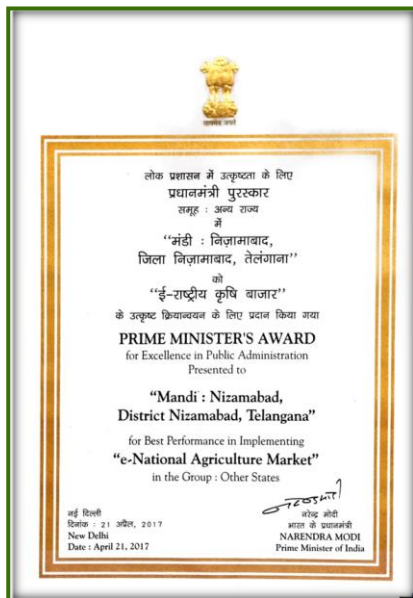 सत्यमेव जयते
लोक प्रशासन में उत्कृष्टता के लिए
प्रधानमंत्री पुरस्कार
समूह : अन्य राज्य
में
“मंडी : निज़ामाबाद,
जिला निज़ामाबाद, तेलंगाना”
को
“ई-राष्ट्रीय कृषि बाजार”
के उत्कृष्ट क्रियान्वयन के लिए प्रदान किया गया
PRIME MINISTER'S AWARD
for Excellence in Public Administration
Presented to
“Mandi : Nizamabad,
District Nizamabad, Telangana”
for Best Performance in Implementing
“e-National Agriculture Market”
in the Group : Other States
नई दिल्ली
दिनांक : 21 अप्रैल, 2017
New Delhi
Date : April 21, 2017
नरेन्द्र मोदी
भारत के प्रधानमंत्री
NARENDRA MODI
Prime Minister of India